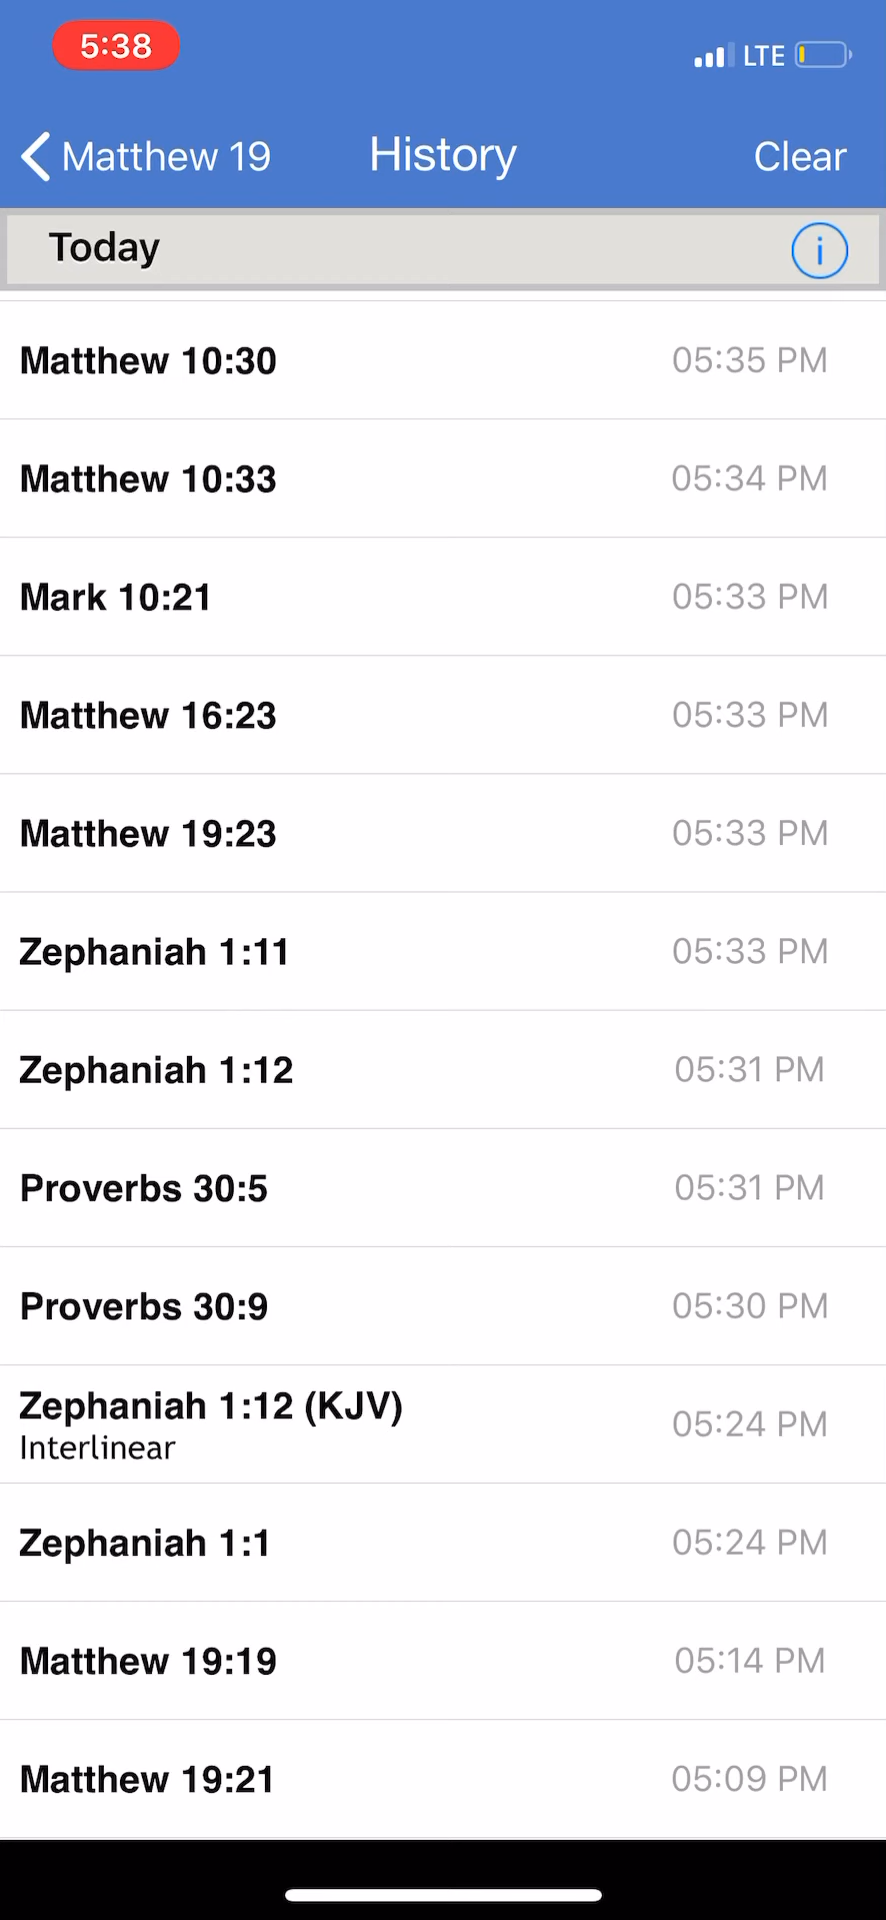 5:38 LTE
Matthew 19 History Clear
Today i
Matthew 10:30 05:35 PM
Matthew 10:33 05:34 PM
Mark 10:21 05:33 PM
Matthew 16:23 05:33 PM
Matthew 19:23 05:33 PM
Zephaniah 1:11 05:33 PM
Zephaniah 1:12 05:31 PM
Proverbs 30:5 05:31 PM
Proverbs 30:9 05:30 PM
Zephaniah 1:12 (KJV) 05:24 PM
Interlinear
Zephaniah 1:1 05:24 PM
Matthew 19:19 05:14 PM
Matthew 19:21 05:09 PM